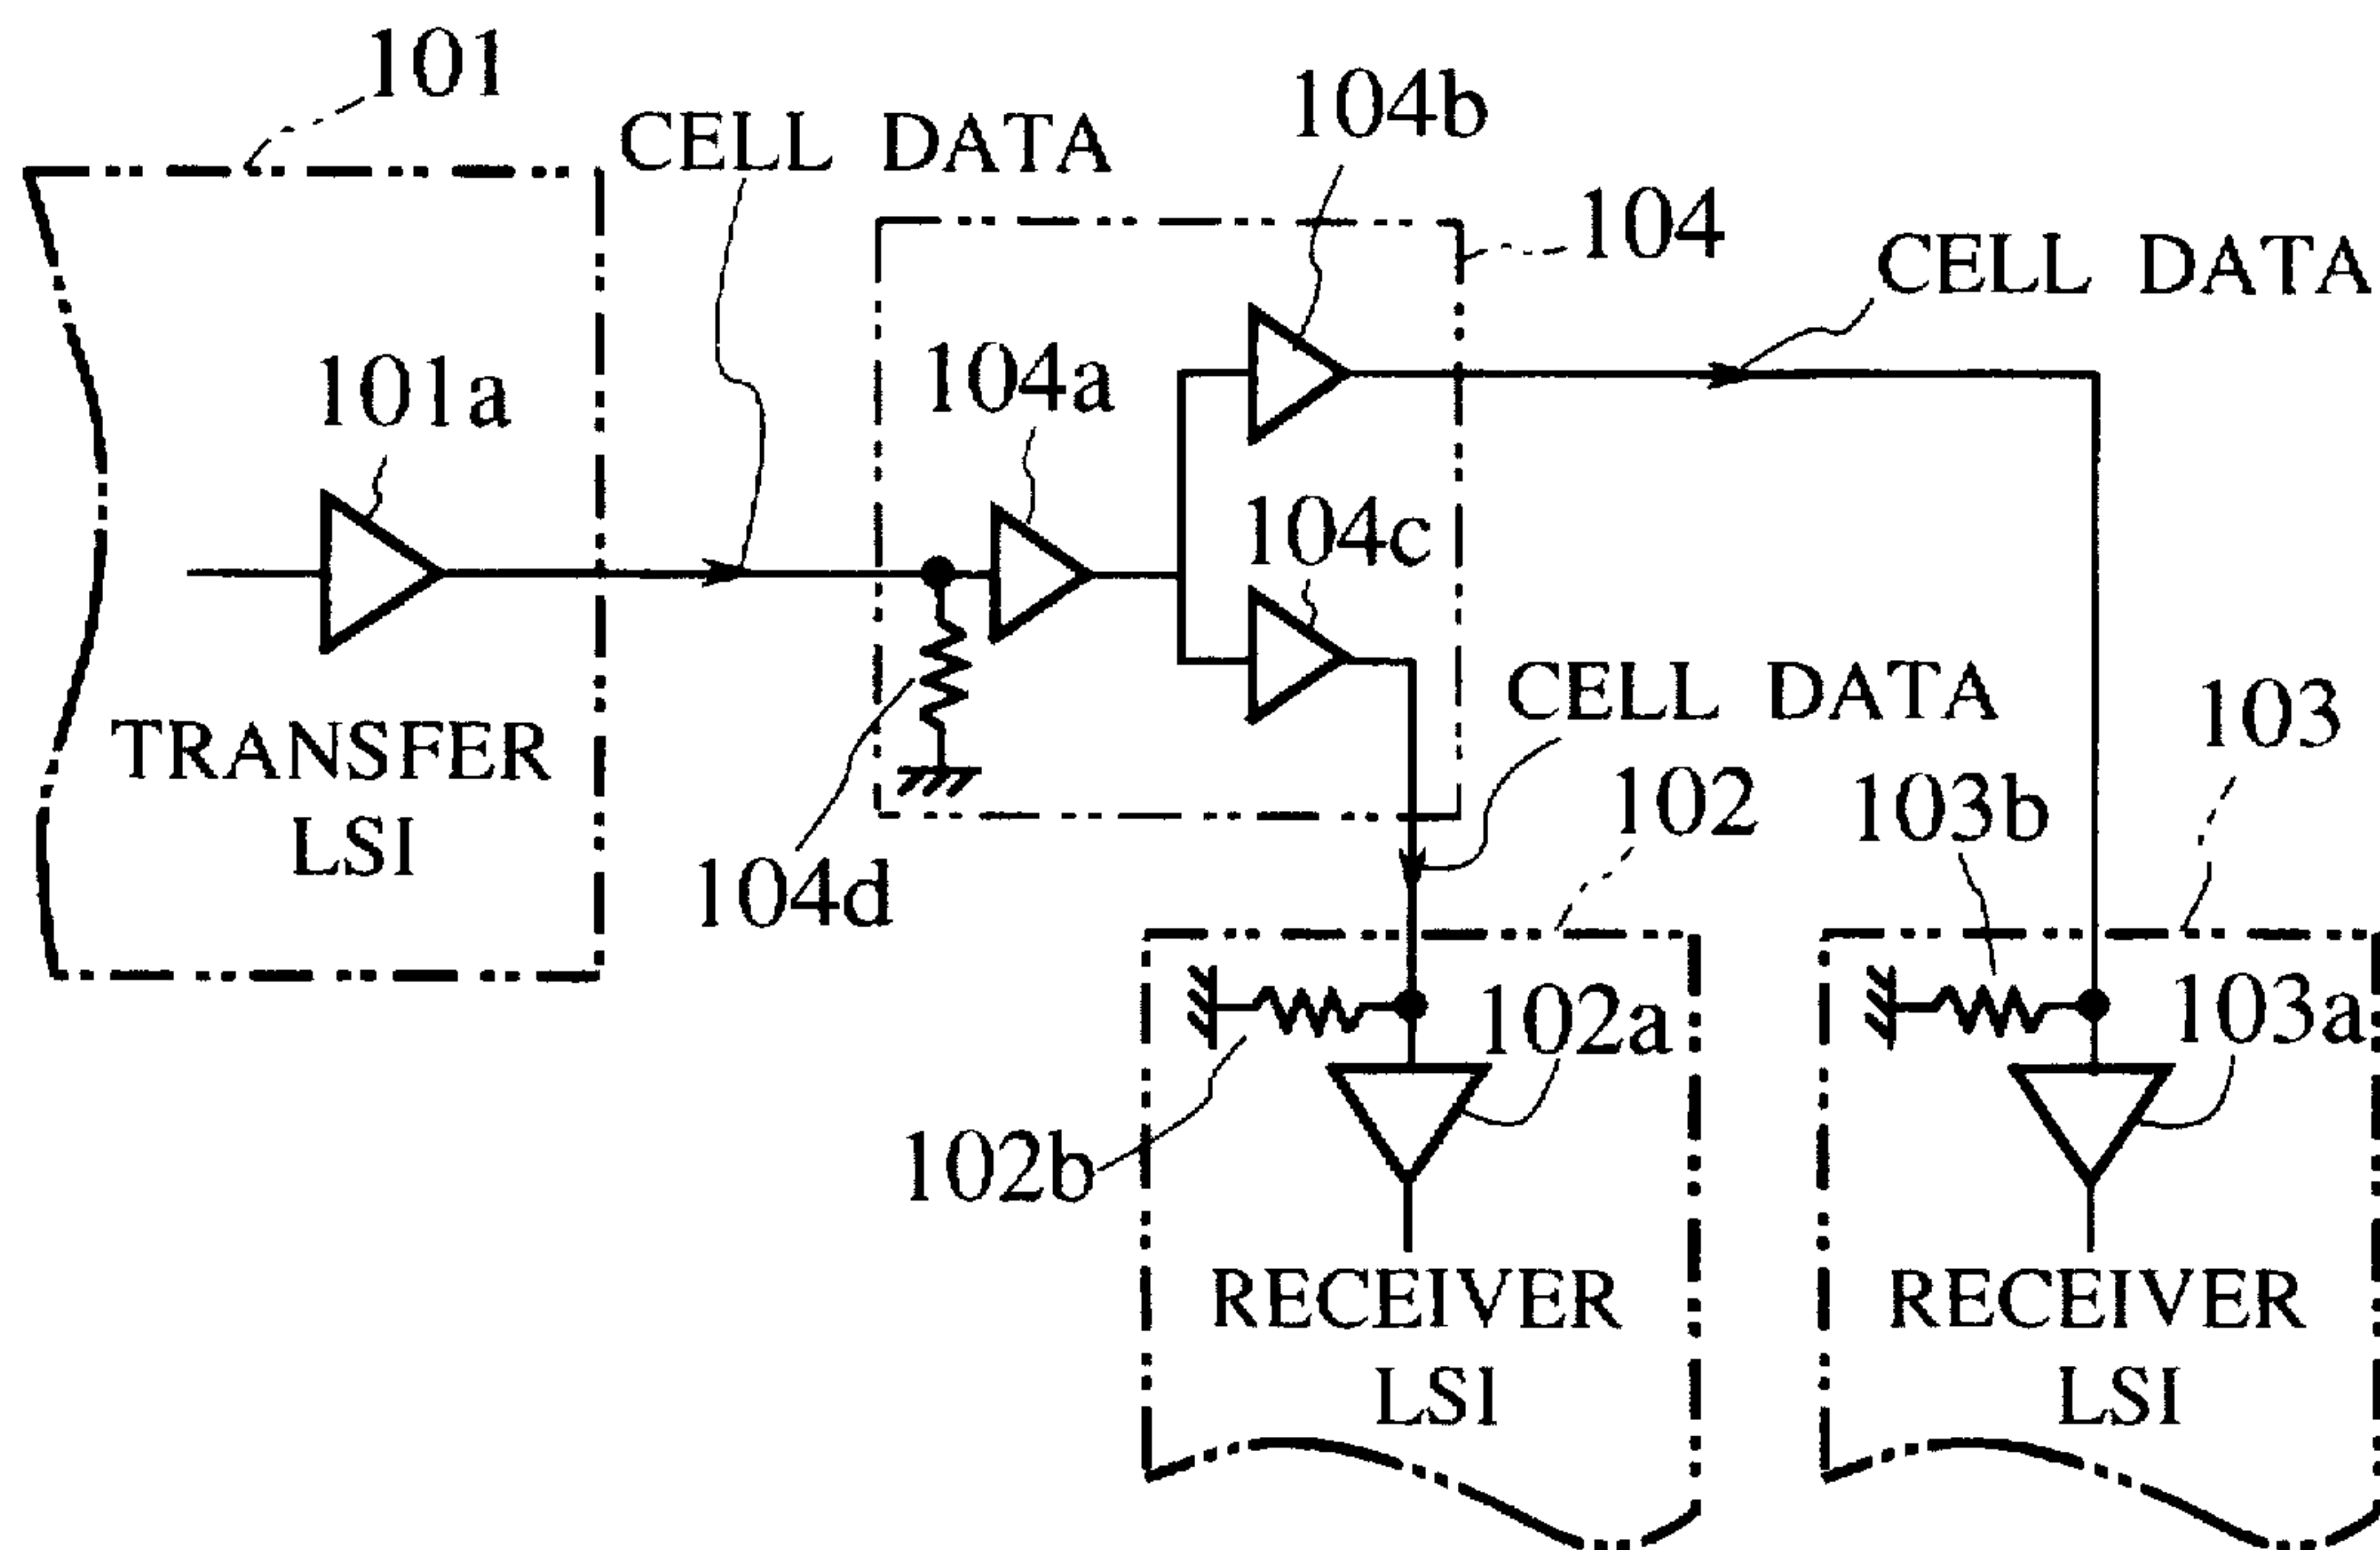 101
CELL DATA
104b
104
CELL DATA
101a
104a
104c
TRANSFER
LSI
104d
CELL DATA
102
103b
103
102a
103a
102b
RECEIVER
LSI
RECEIVER
LSI